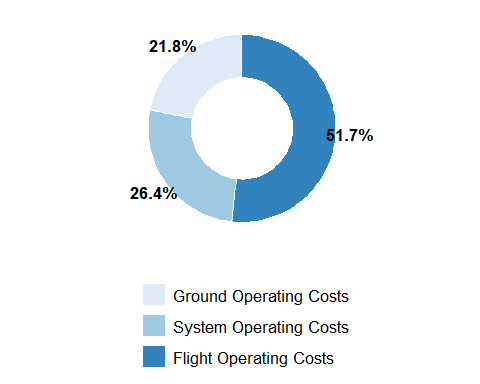 21.8%
51.7%
26.4%
Ground Operating Costs
System Operating Costs
Flight Operating Costs